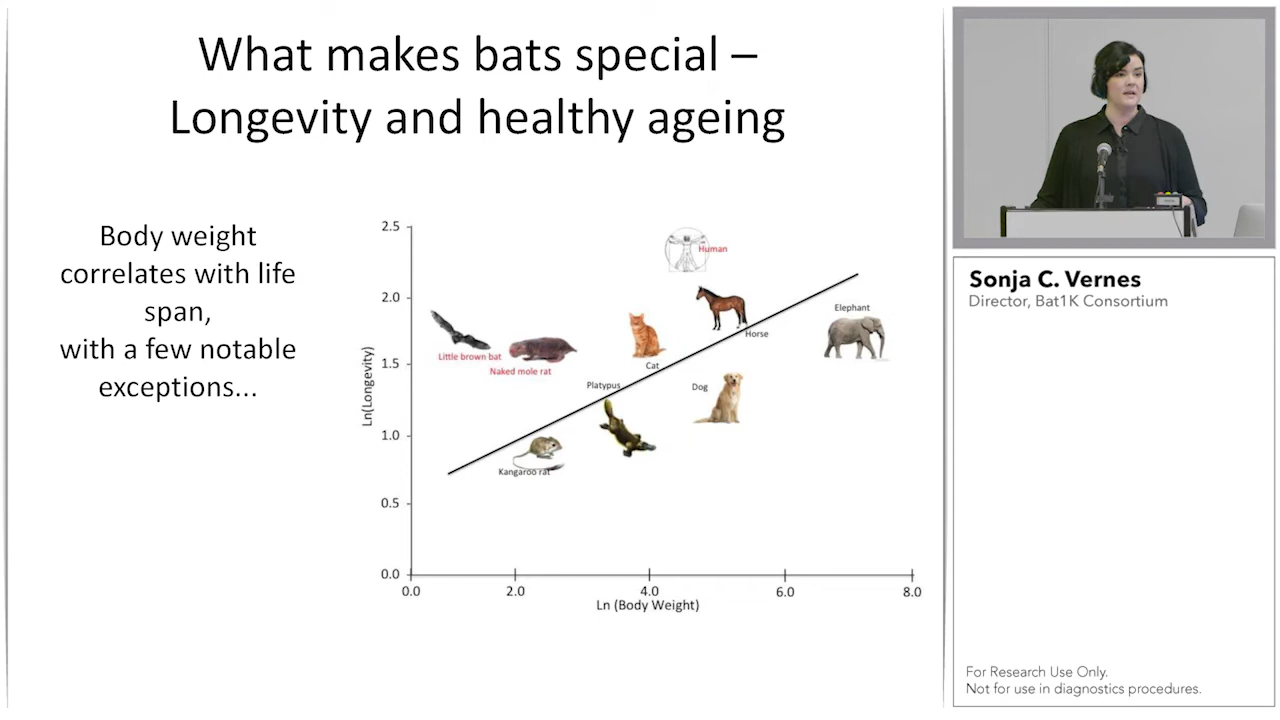 What makes bats special –
Longevity and healthy ageing
Body weight
correlates with life
span,
with a few notable
exceptions...
2.5
2.0
1.5
1.0
0.5
0.0
Ln(Longevity)
0.0
2.0
4.0
6.0
8.0
Ln (Body Weight)
Human
Elephant
Horse
Little brown bat
Naked mole rat
Cat
Platypus
Dog
Kangaroo rat
Sonja C. Vernes
Director, Bat1K Consortium
For Research Use Only.
Not for use in diagnostics procedures.